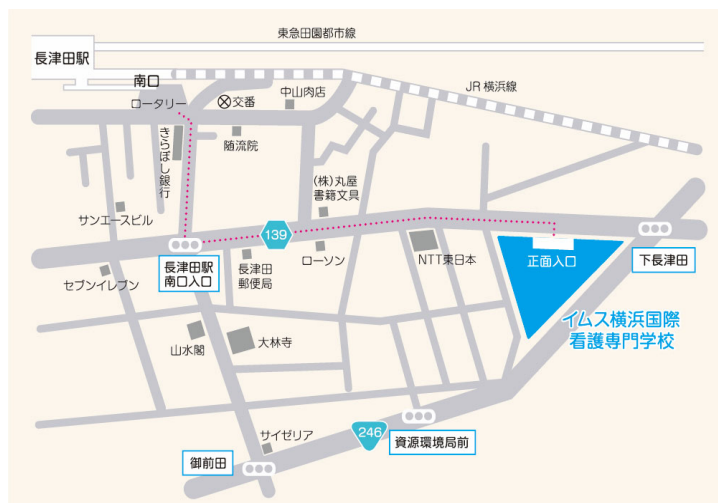 東急田園都市線
長津田駅
南口
JR横浜線
ロータリー
交番
中山肉店
きらぼし銀行
随流院
(株)丸屋
書籍文具
サンエースビル
139
長津田駅
南口入口
長津田
郵便局
ローソン
NTT東日本
正面入口
下長津田
セブンイレブン
イムス横浜国際
看護専門学校
山水閣
大林寺
サイゼリア
246
資源環境局前
御前田